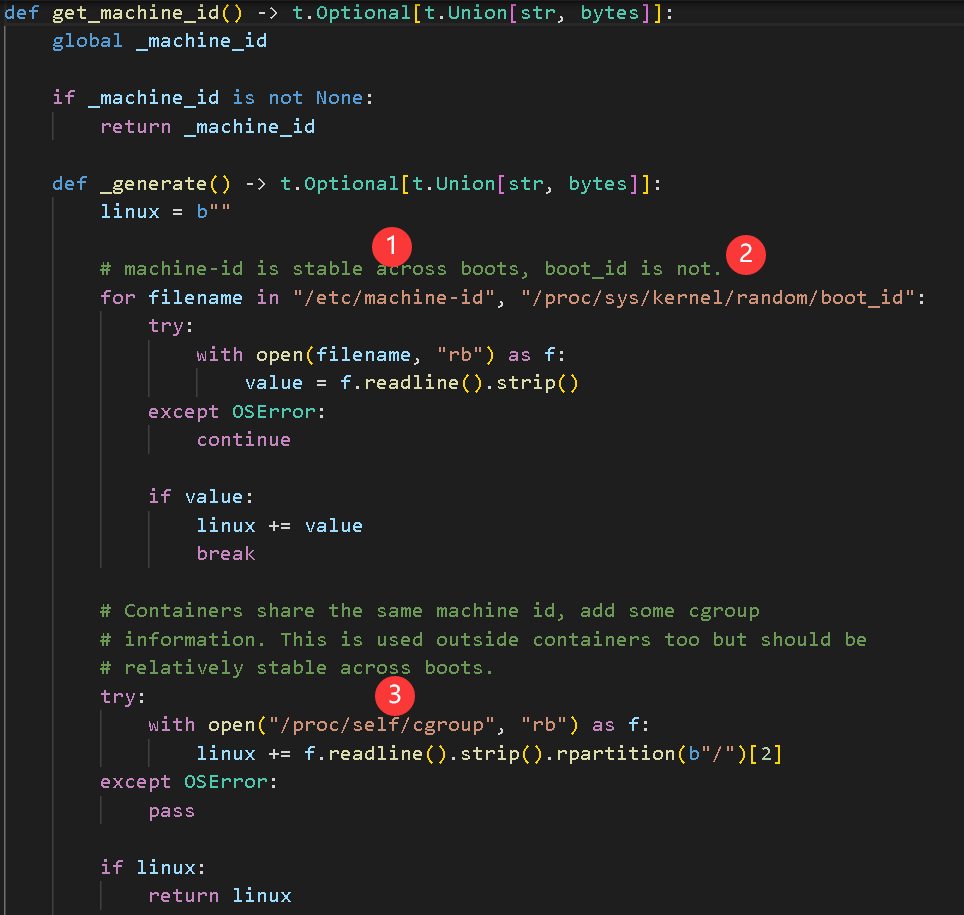 def get_machine_id() -> t.Optional[t.Union[str, bytes]]:
    global _machine_id

    if _machine_id is not None:
        return _machine_id

    def _generate() -> t.Optional[t.Union[str, bytes]]:
        linux = b""

1
2
        # machine-id is stable across boots, boot_id is not.
        for filename in "/etc/machine-id", "/proc/sys/kernel/random/boot_id":
            try:
                with open(filename, "rb") as f:
                    value = f.readline().strip()
            except OSError:
                continue

            if value:
                linux += value
                break

        # Containers share the same machine id, add some cgroup
        # information. This is used outside containers too but should be
        # relatively stable across boots.
3
        try:
            with open("/proc/self/cgroup", "rb") as f:
                linux += f.readline().strip().rpartition(b"/")[2]
        except OSError:
            pass

        if linux:
            return linux